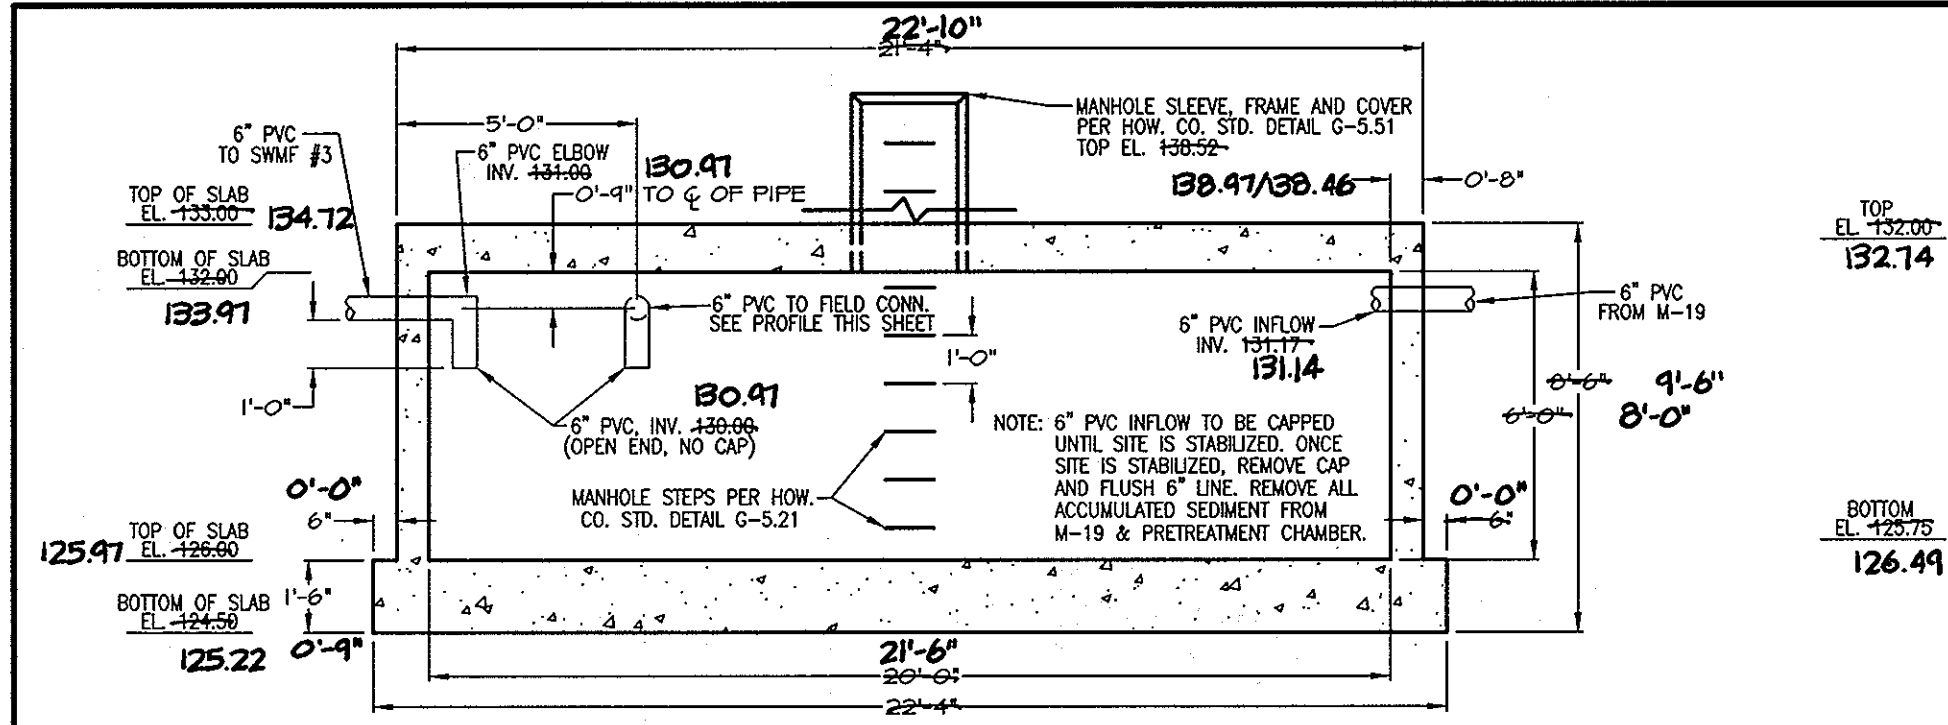 22'-10"
21'-4"
5'-0"
6" PVC
TO SWMF #3
6" PVC ELBOW
INV. 131.00
130.97
0'-9" TO ℄ OF PIPE
MANHOLE SLEEVE, FRAME AND COVER
PER HOW. CO. STD. DETAIL G-5.51
TOP EL. 138.52
138.97/138.46
0'-8"
TOP OF SLAB
EL. 133.00 134.72
BOTTOM OF SLAB
EL. 132.00
133.97
TOP
EL. 132.00
132.74
6" PVC TO FIELD CONN.
SEE PROFILE THIS SHEET
1'-0"
6" PVC INFLOW
INV. 131.17
131.14
6" PVC
FROM M-19
1'-0"
130.97
6" PVC, INV. 130.00
(OPEN END, NO CAP)
8'-6" 9'-6"
6'-0" 8'-0"
NOTE: 6" PVC INFLOW TO BE CAPPED
UNTIL SITE IS STABILIZED. ONCE
SITE IS STABILIZED, REMOVE CAP
AND FLUSH 6" LINE. REMOVE ALL
ACCUMULATED SEDIMENT FROM
M-19 & PRETREATMENT CHAMBER.
MANHOLE STEPS PER HOW.
CO. STD. DETAIL G-5.21
0'-0"
6"
0'-0"
6"
TOP OF SLAB
125.97 EL. 126.00
BOTTOM
EL. 125.75
126.49
1'-6"
BOTTOM OF SLAB
EL. 124.50
125.22
0'-9"
21'-6"
20'-0"
22'-4"